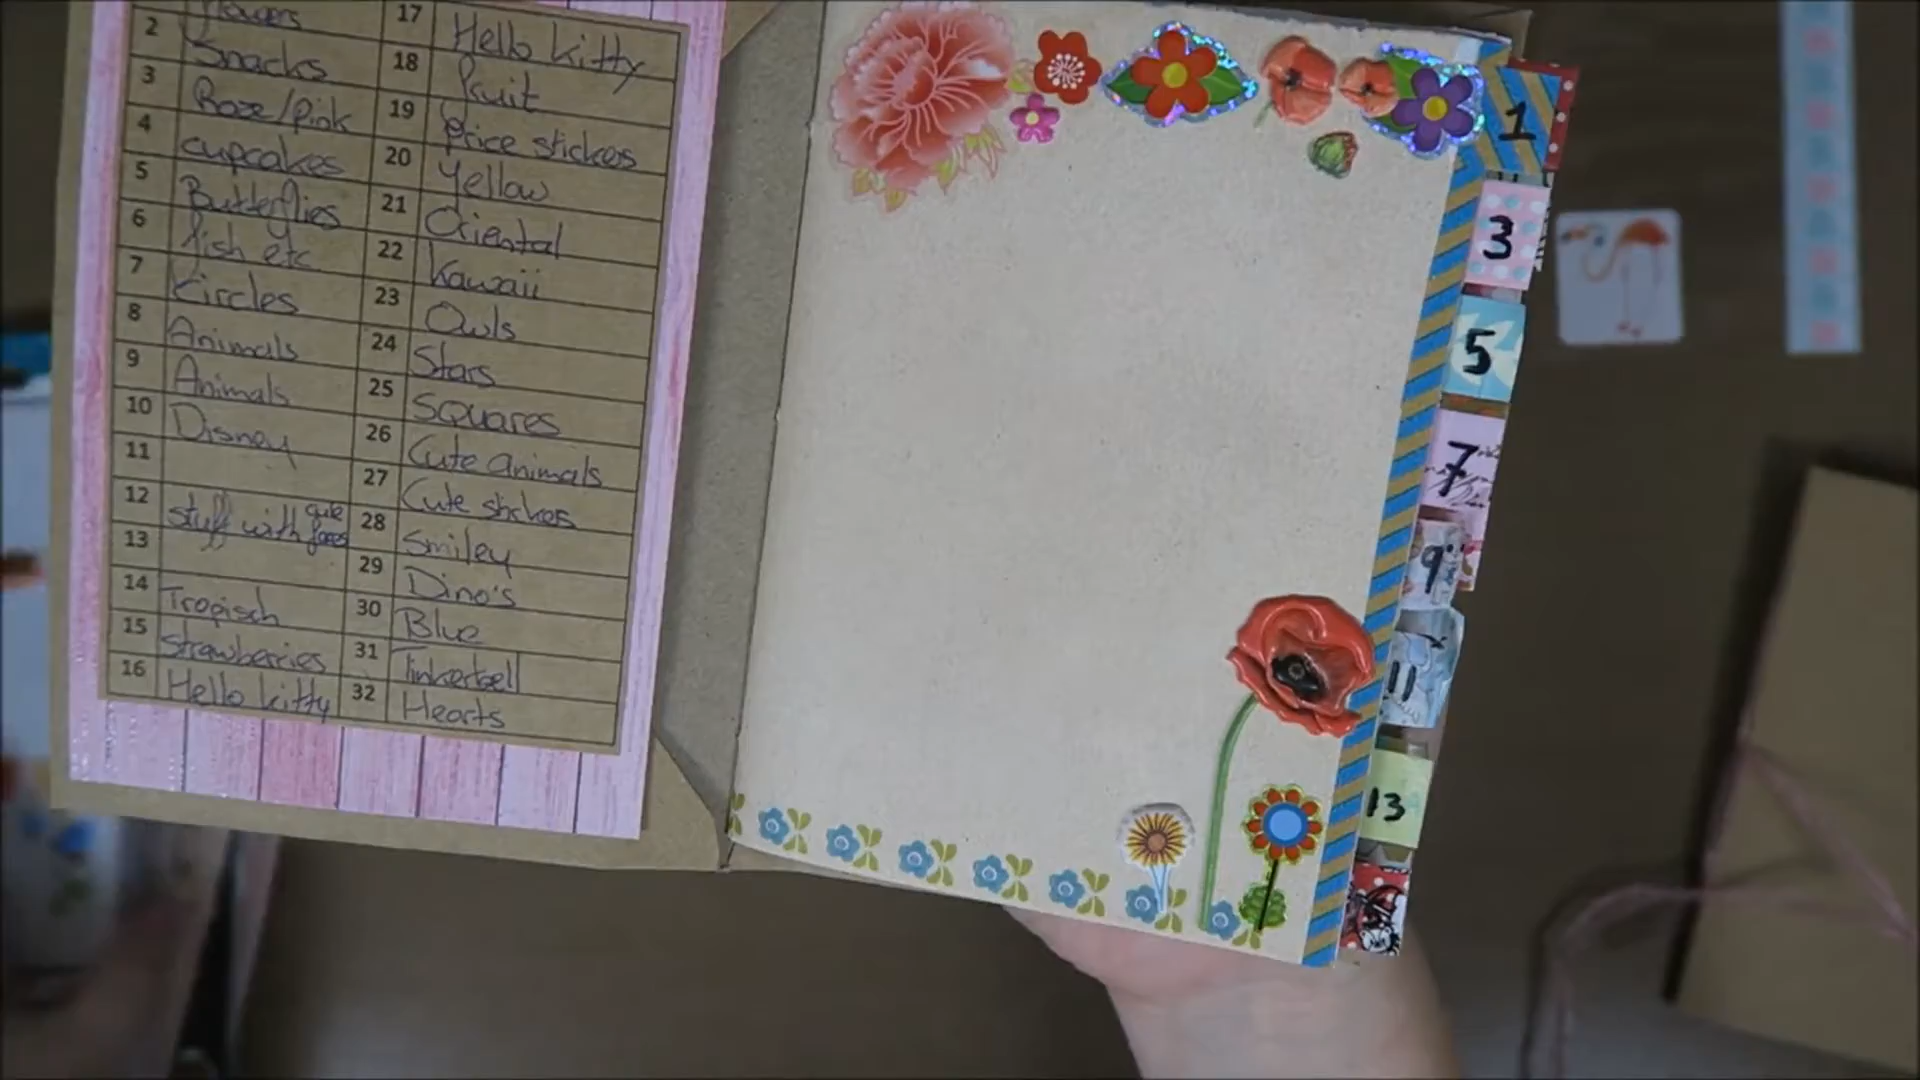 flowers 17 Hello Kitty
2 Snacks 18 fruit
3 Roze/pink 19 Price stickers
4 cupcakes 20 Yellow
5 Butterflies 21 Oriental
6 fish etc 22 Kawaii
7 Circles 23 Owls
8 Animals 24 Stars
9 Animals 25 Squares
10 Disney 26 Cute animals
11 27 Cute stickers
12 stuff with cute faces 28 Smiley
13 29 Dino's
14 Tropisch 30 Blue
15 Strawberries 31 Tinkerbell
16 Hello kitty 32 Hearts
1
3
5
7
9
11
13